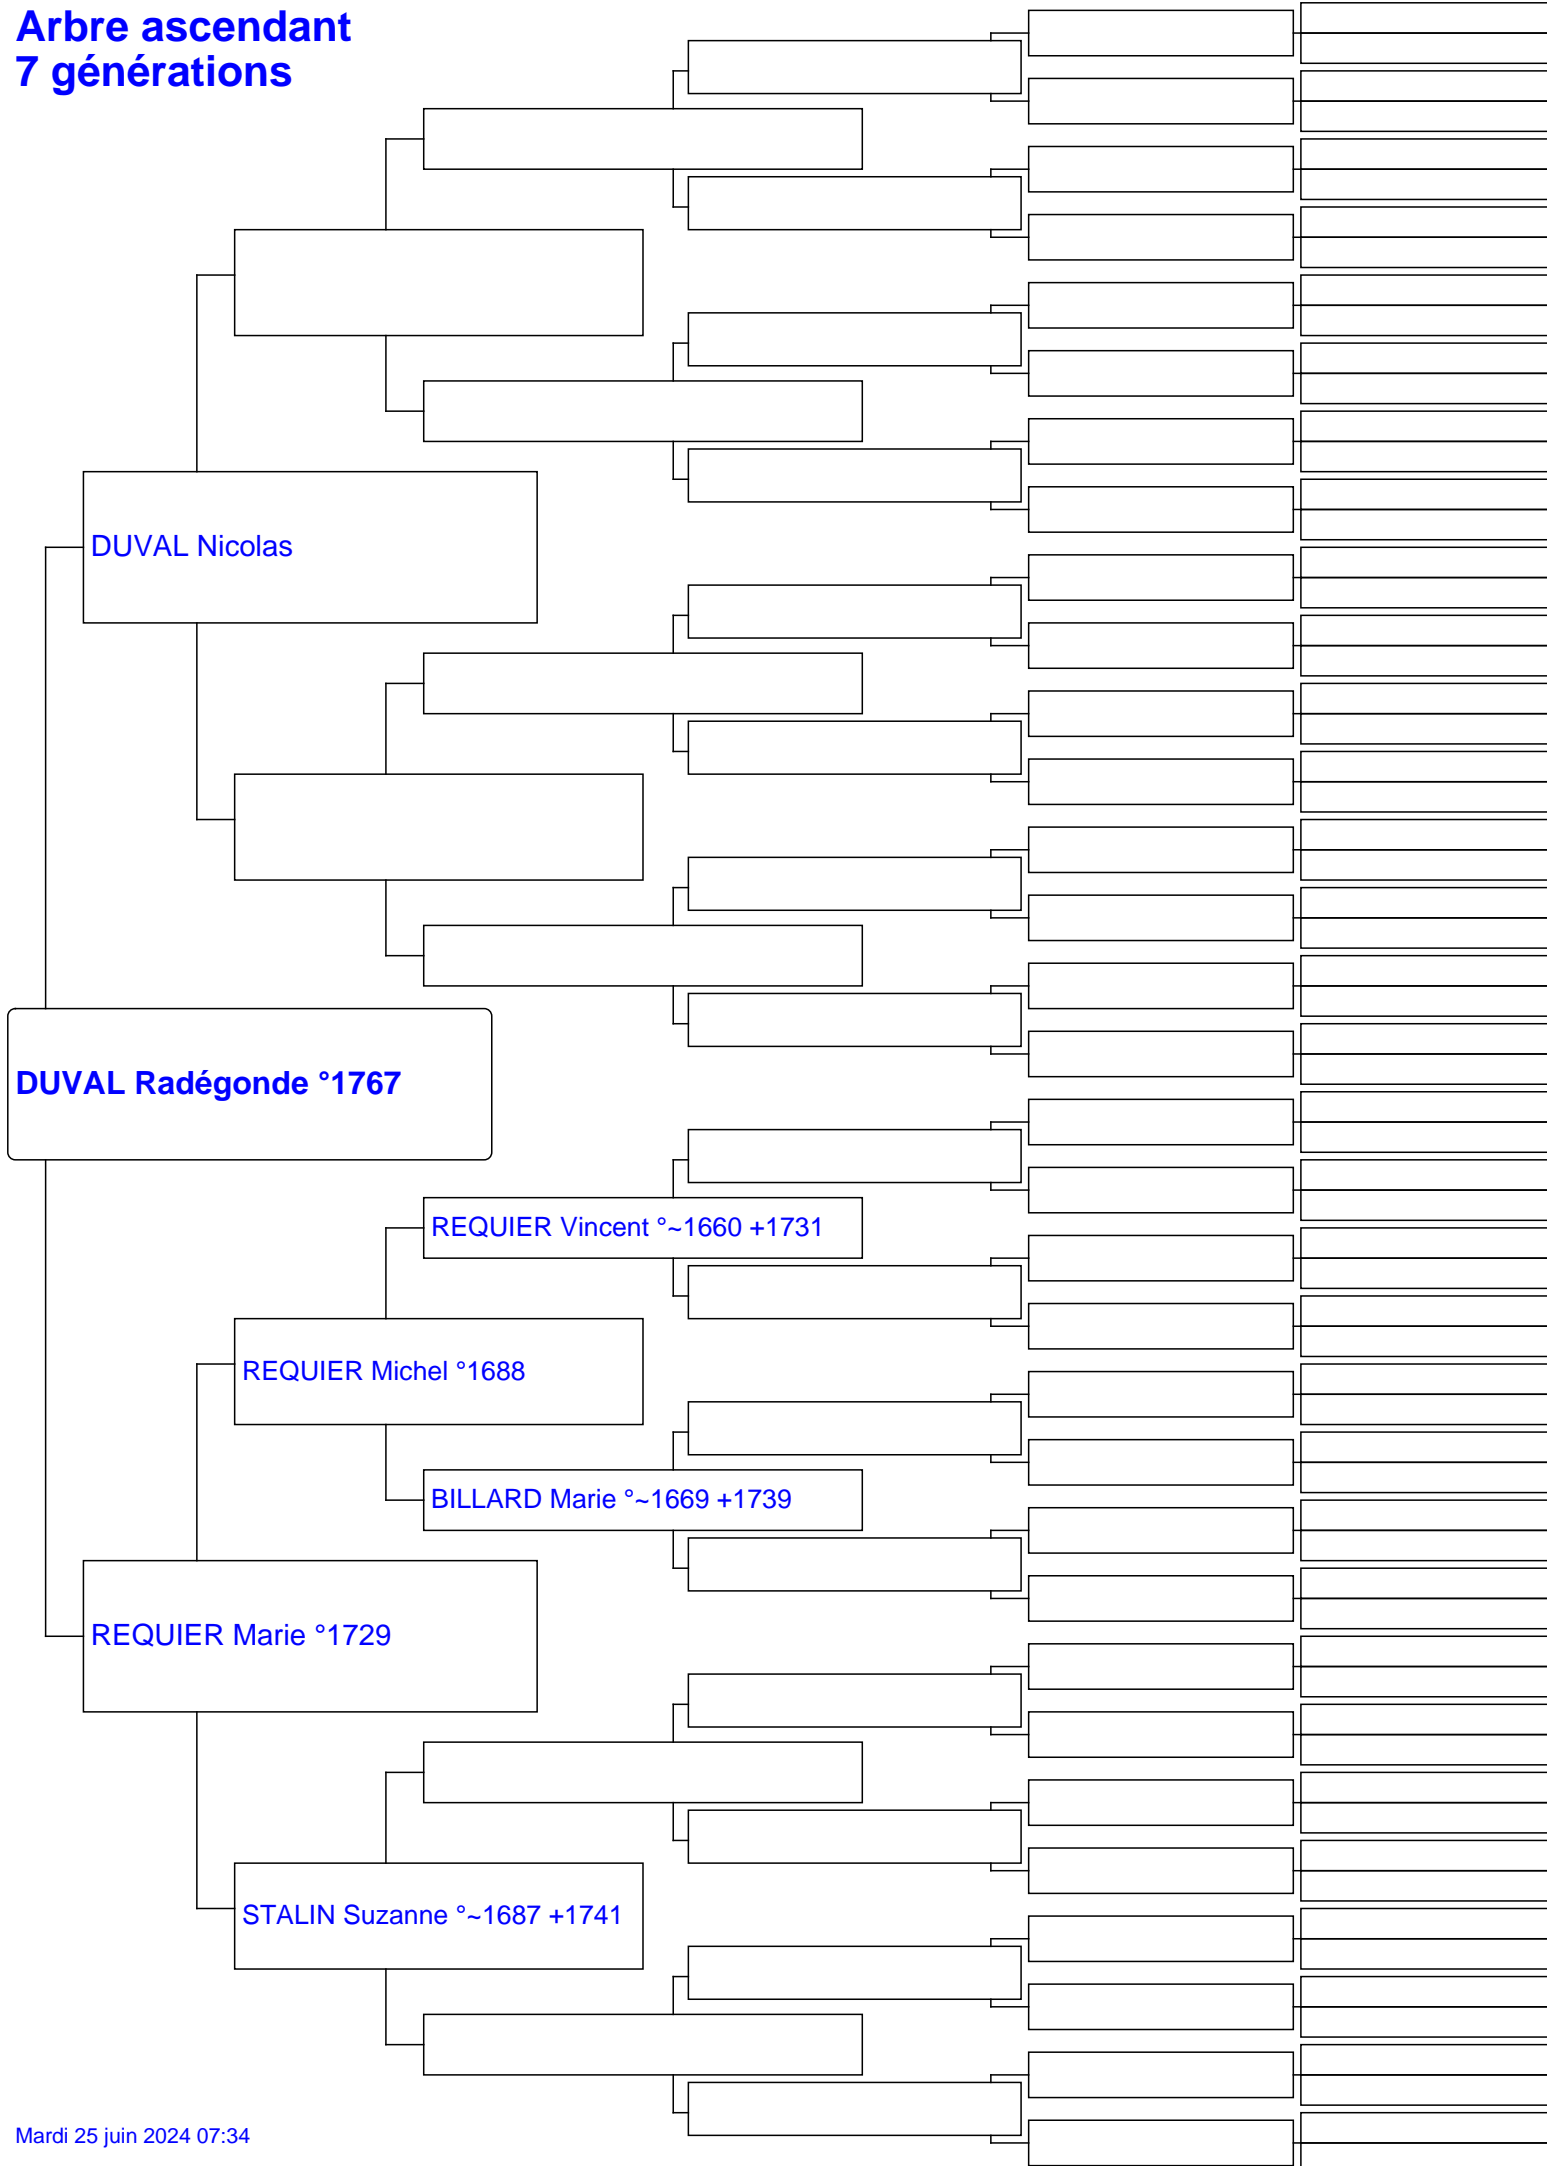 Arbre ascendant
7 générations
DUVAL Nicolas
DUVAL Radégonde °1767
REQUIER Vincent °~1660 +1731
REQUIER Michel °1688
BILLARD Marie °~1669 +1739
REQUIER Marie °1729
STALIN Suzanne °~1687 +1741
Mardi 25 juin 2024 07:34